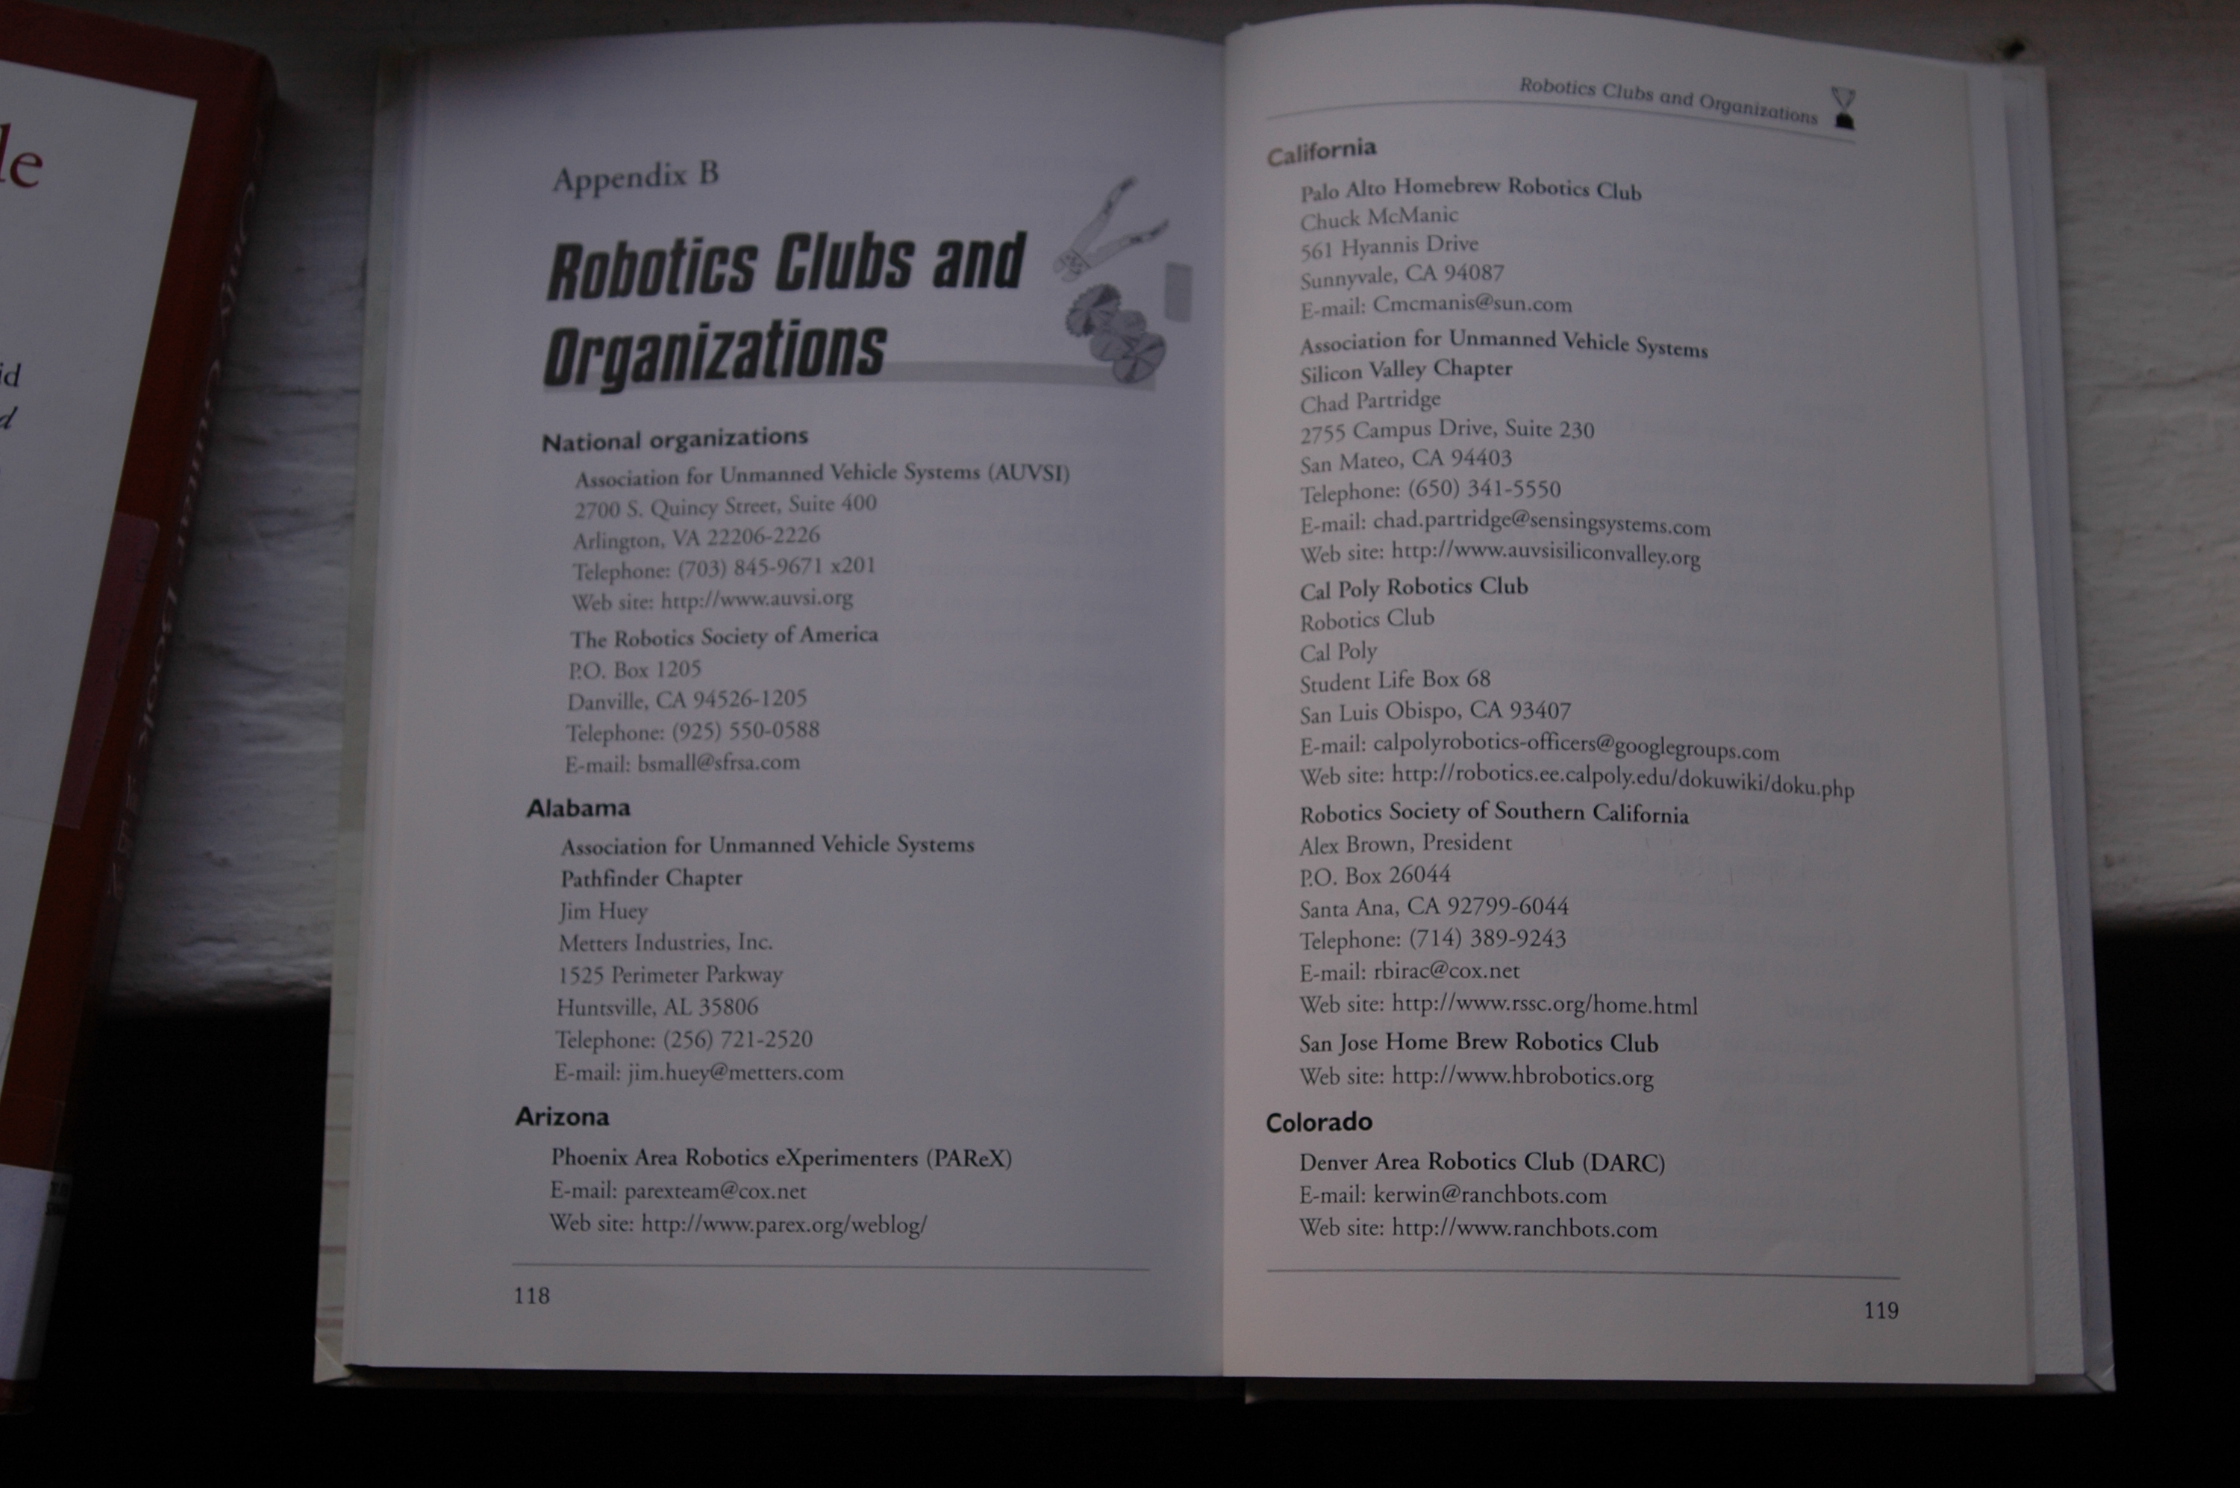 Appendix B
Robotics Clubs and
Organizations
National organizations
Association for Unmanned Vehicle Systems (AUVSI)
2700 S. Quincy Street, Suite 400
Arlington, VA 22206-2226
Telephone: (703) 845-9671 x201
Web site: http://www.auvsi.org
The Robotics Society of America
P.O. Box 1205
Danville, CA 94526-1205
Telephone: (925) 550-0588
E-mail: bsmall@sfrsa.com
Alabama
Association for Unmanned Vehicle Systems
Pathfinder Chapter
Jim Huey
Metters Industries, Inc.
1525 Perimeter Parkway
Huntsville, AL 35806
Telephone: (256) 721-2520
E-mail: jim.huey@metters.com
Arizona
Phoenix Area Robotics eXperimenters (PAReX)
E-mail: parexteam@cox.net
Web site: http://www.parex.org/weblog/
118
Robotics Clubs and Organizations
California
Palo Alto Homebrew Robotics Club
Chuck McManic
561 Hyannis Drive
Sunnyvale, CA 94087
E-mail: Cmcmanis@sun.com
Association for Unmanned Vehicle Systems
Silicon Valley Chapter
Chad Partridge
2755 Campus Drive, Suite 230
San Mateo, CA 94403
Telephone: (650) 341-5550
E-mail: chad.partridge@sensingsystems.com
Web site: http://www.auvsisiliconvalley.org
Cal Poly Robotics Club
Robotics Club
Cal Poly
Student Life Box 68
San Luis Obispo, CA 93407
E-mail: calpolyrobotics-officers@googlegroups.com
Web site: http://robotics.ee.calpoly.edu/dokuwiki/doku.php
Robotics Society of Southern California
Alex Brown, President
P.O. Box 26044
Santa Ana, CA 92799-6044
Telephone: (714) 389-9243
E-mail: rbirac@cox.net
Web site: http://www.rssc.org/home.html
San Jose Home Brew Robotics Club
Web site: http://www.hbrobotics.org
Colorado
Denver Area Robotics Club (DARC)
E-mail: kerwin@ranchbots.com
Web site: http://www.ranchbots.com
119
Only Guitar Book